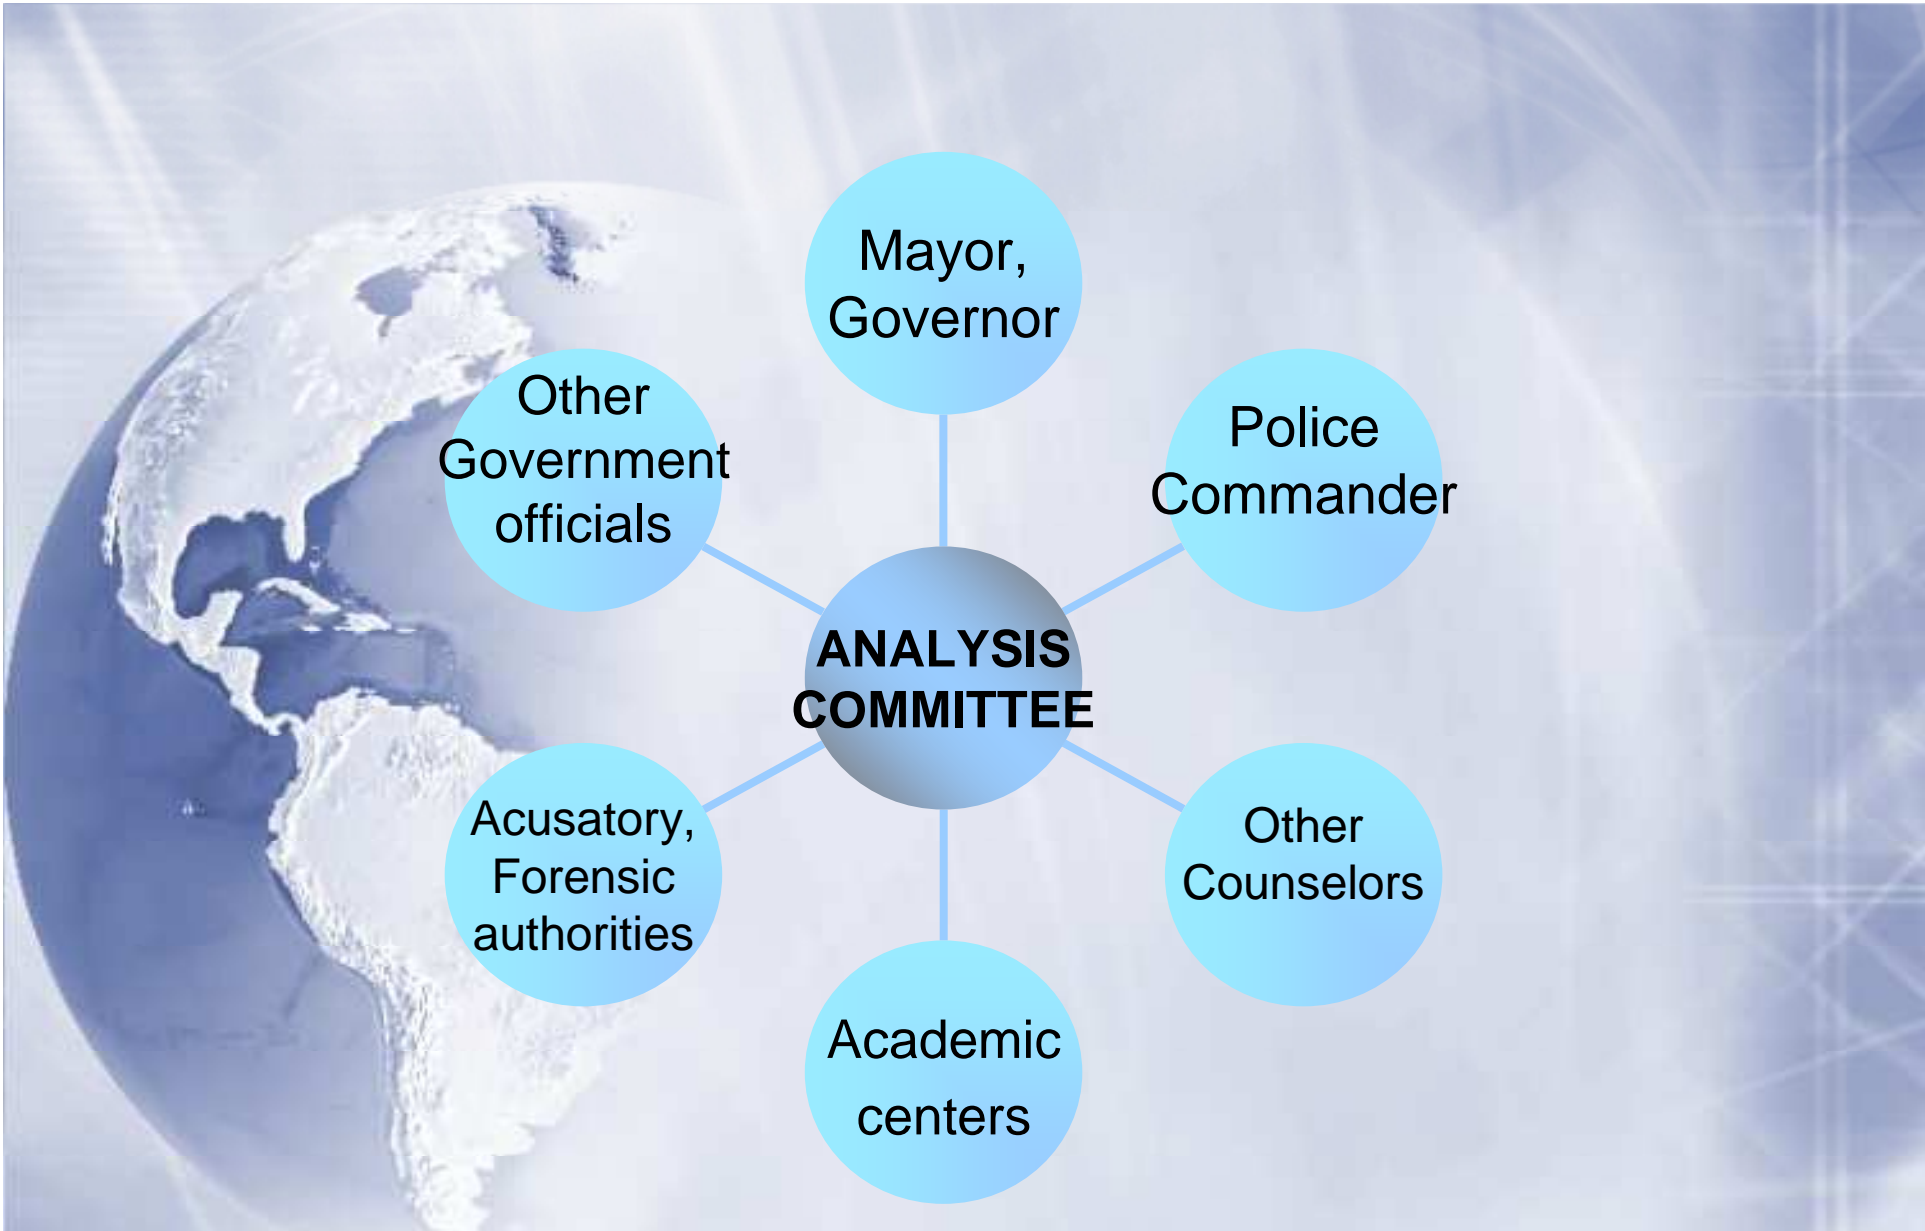 Mayor,
Governor
Police
Commander
Other
Counselors
Academic
centers
Acusatory,
Forensic
authorities
Other
Government
officials
ANALYSIS
COMMITTEE